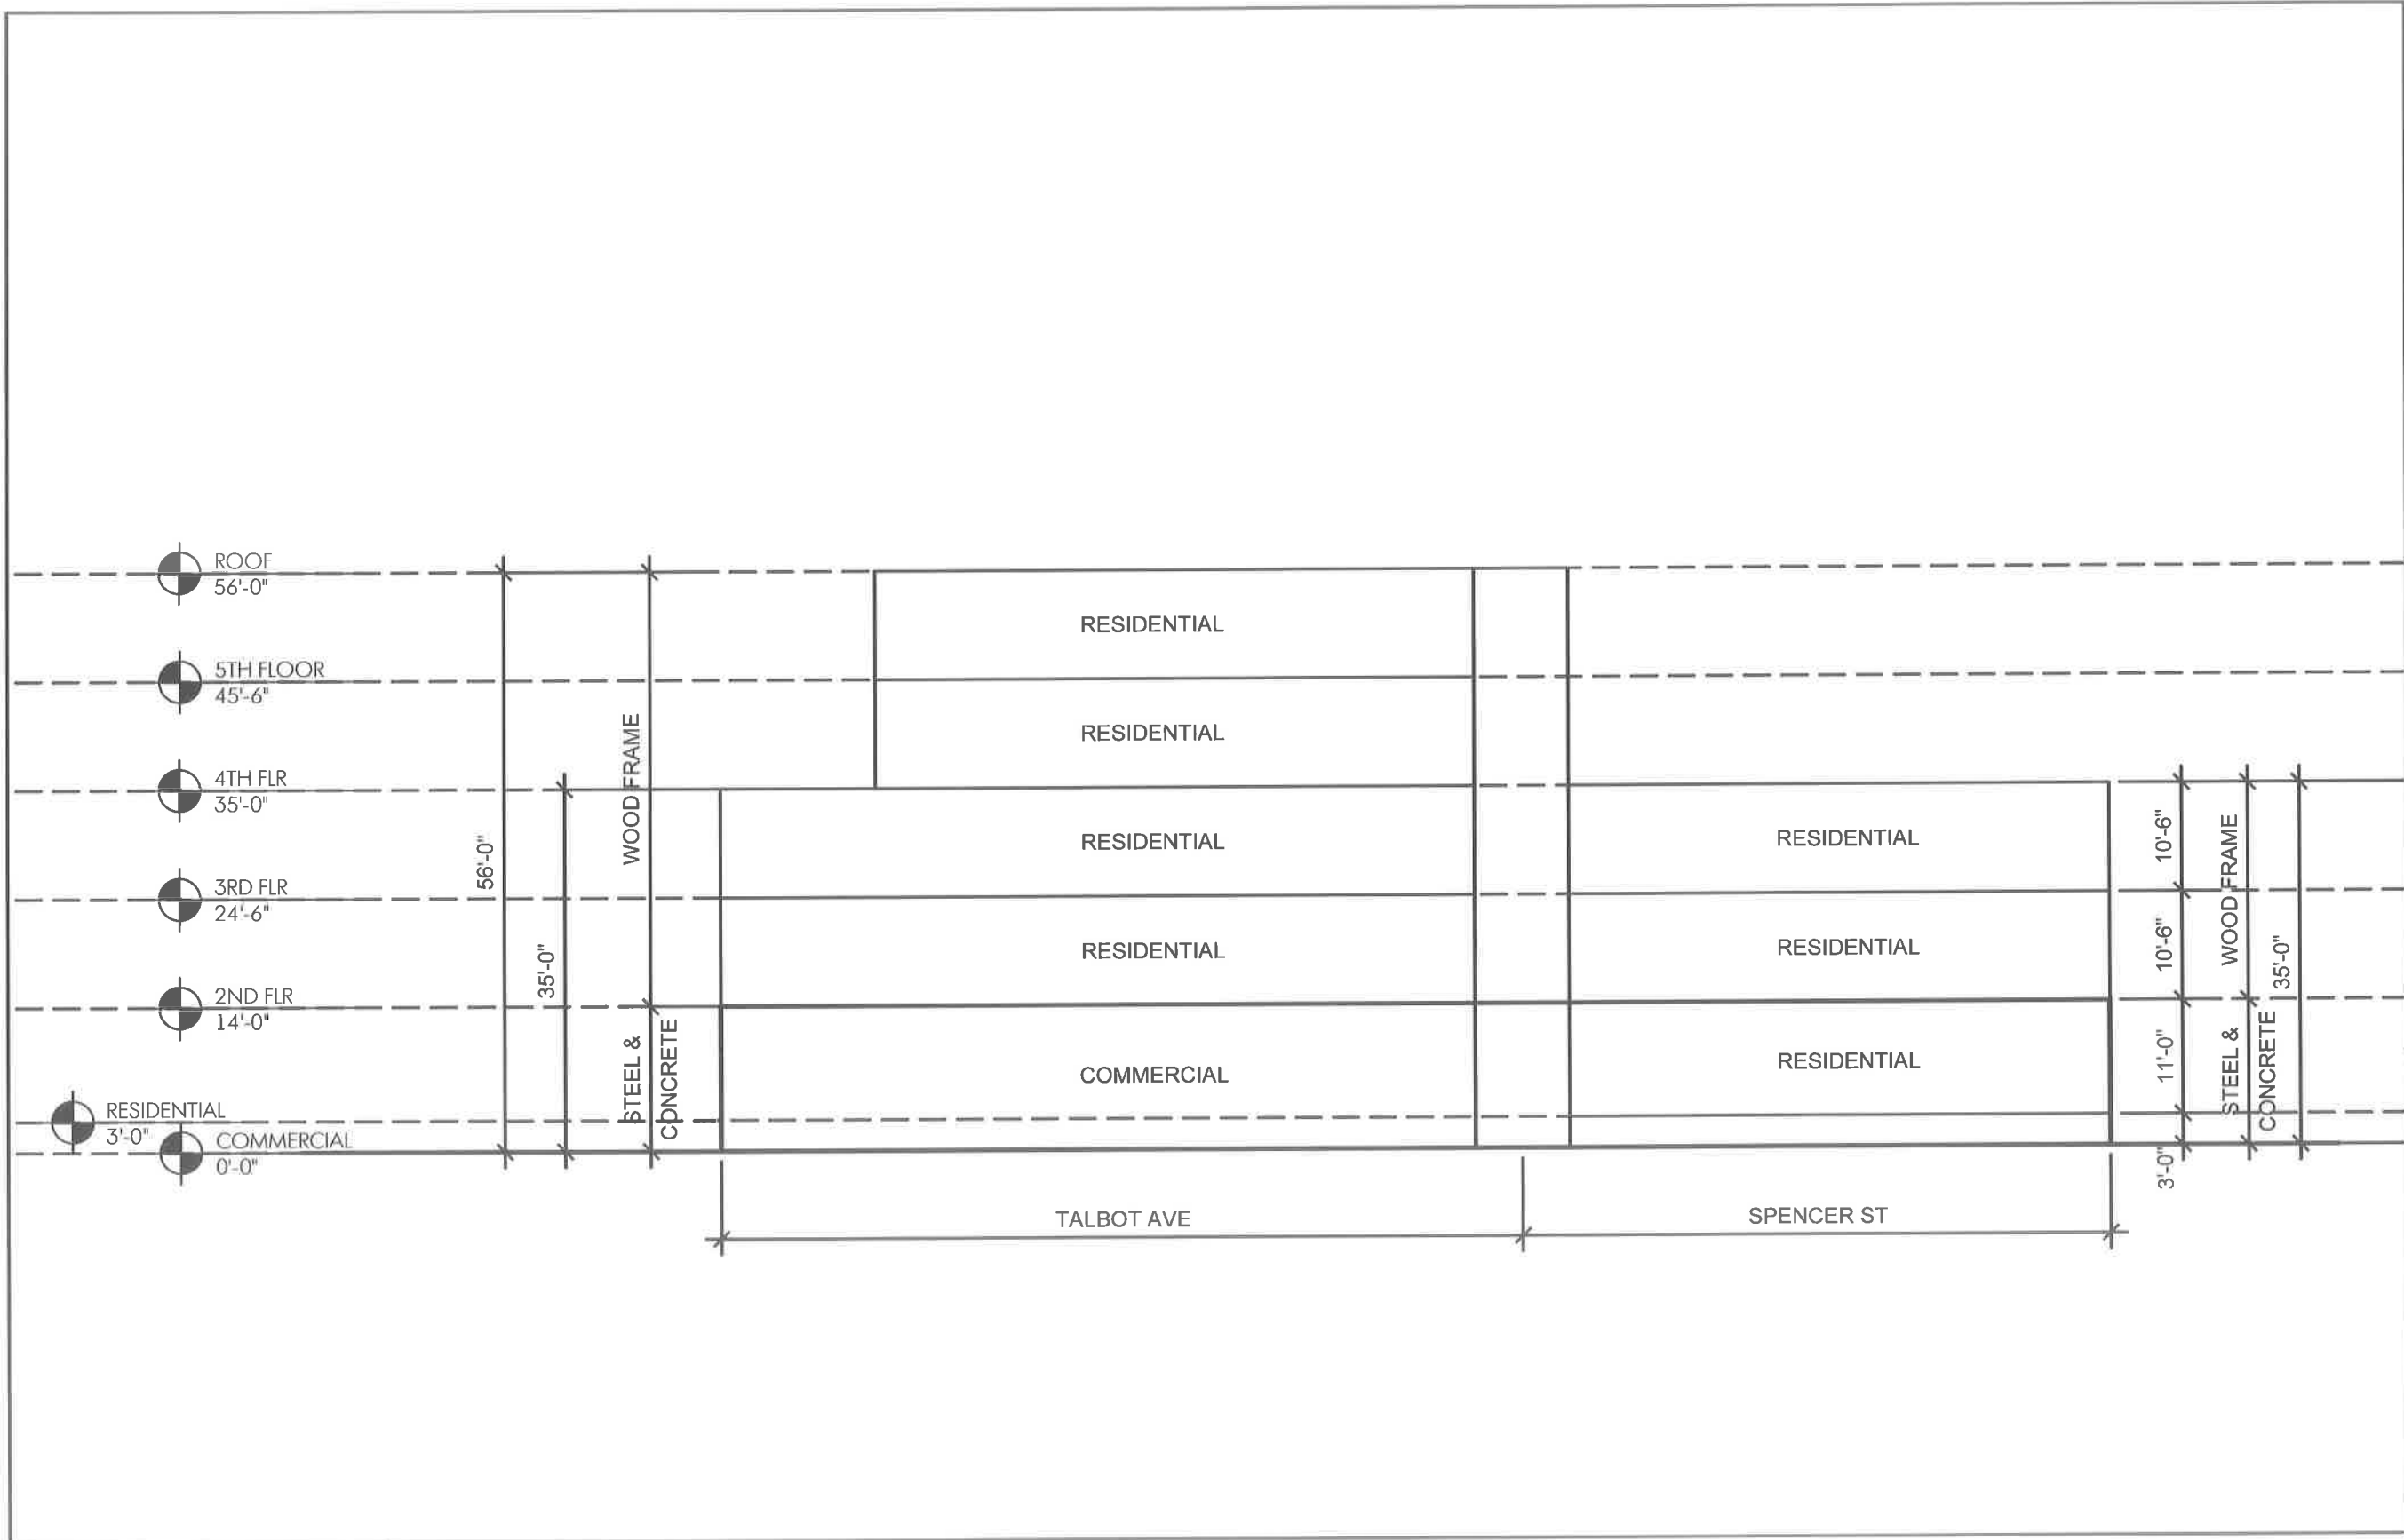 ROOF
56'-0"
RESIDENTIAL
5TH FLOOR
45'-6"
RESIDENTIAL
4TH FLR
35'-0"
56'-0"
WOOD FRAME
RESIDENTIAL
RESIDENTIAL
10'-6"
WOOD FRAME
3RD FLR
24'-6"
35'-0"
RESIDENTIAL
RESIDENTIAL
10'-6"
35'-0"
2ND FLR
14'-0"
STEEL &
CONCRETE
COMMERCIAL
RESIDENTIAL
11'-0"
STEEL &
CONCRETE
RESIDENTIAL
3'-0"
COMMERCIAL
0'-0"
3'-0"
TALBOT AVE
SPENCER ST